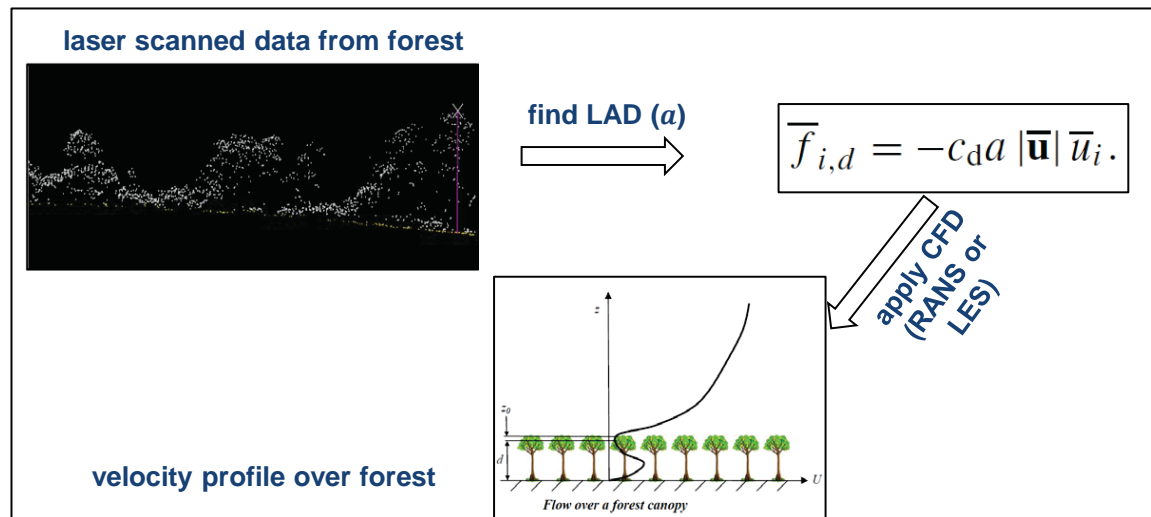 laser scanned data from forest
find LAD (a)
f̅i,d = −cd a |u̅| u̅i.
apply CFD
(RANS or
LES)
z
z0
d
U
Flow over a forest canopy
velocity profile over forest